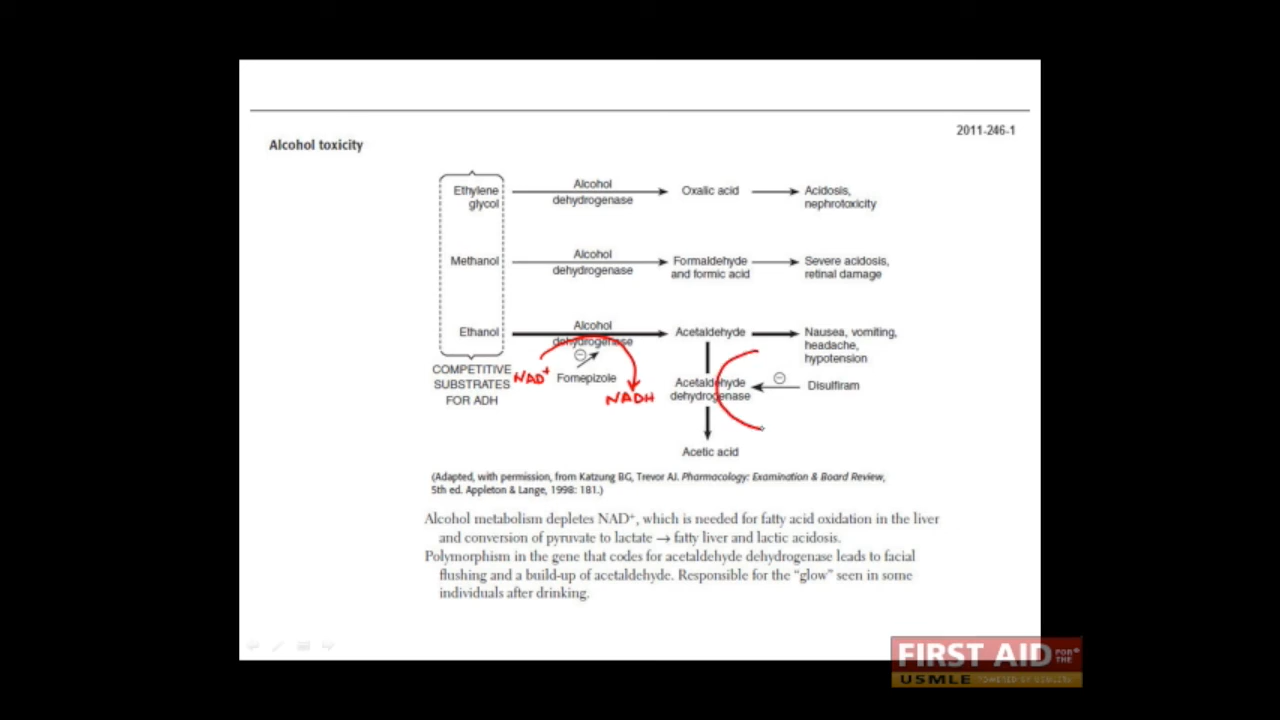 2011-246-1
Alcohol toxicity
Ethylene glycol
Alcohol dehydrogenase
Oxalic acid
Acidosis, nephrotoxicity
Methanol
Alcohol dehydrogenase
Formaldehyde and formic acid
Severe acidosis, retinal damage
Ethanol
Alcohol dehydrogenase
Acetaldehyde
Nausea, vomiting, headache, hypotension
COMPETITIVE
SUBSTRATES
FOR ADH
NAD+
Fomepizole
NADH
Acetaldehyde
dehydrogenase
Disulfiram
Acetic acid
(Adapted, with permission, from Katzung BG, Trevor AJ. Pharmacology: Examination & Board Review,
5th ed. Appleton & Lange, 1998: 181.)
Alcohol metabolism depletes NAD+, which is needed for fatty acid oxidation in the liver
and conversion of pyruvate to lactate → fatty liver and lactic acidosis.
Polymorphism in the gene that codes for acetaldehyde dehydrogenase leads to facial
flushing and a build-up of acetaldehyde. Responsible for the “glow” seen in some
individuals after drinking.
FIRST AID FOR THE®
USMLE POWERED BY USMLERx